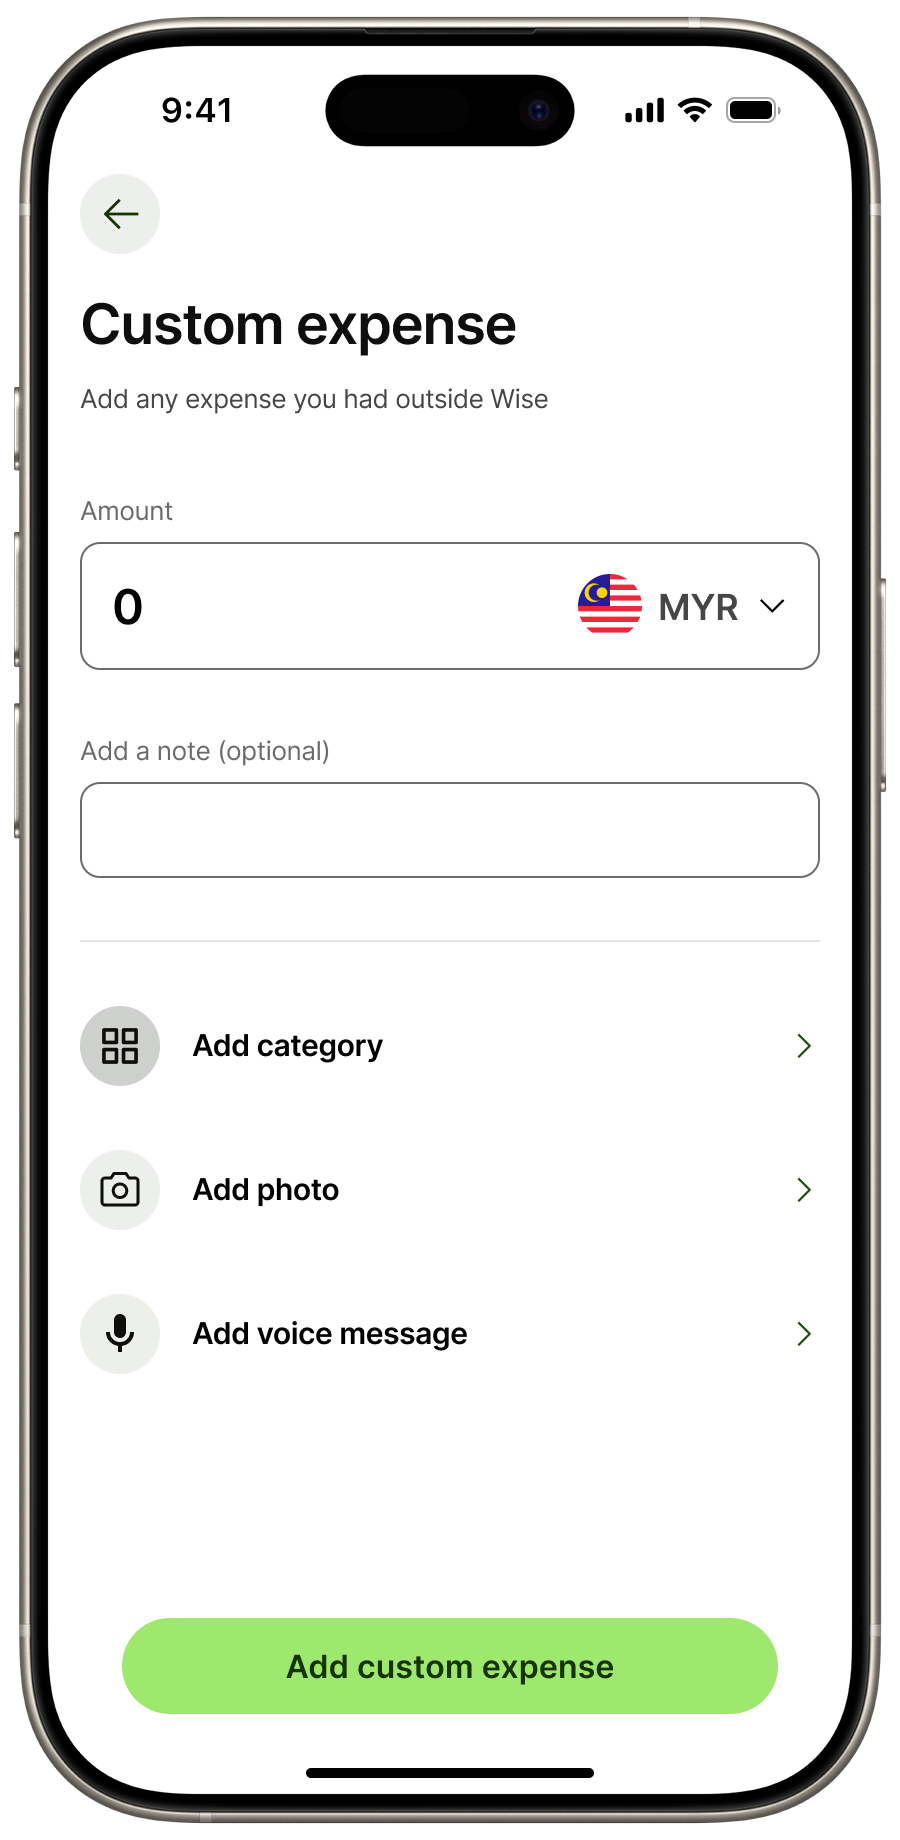 9:41
Custom expense
Add any expense you had outside Wise
Amount
0 MYR
Add a note (optional)
Add category
Add photo
Add voice message
Add custom expense